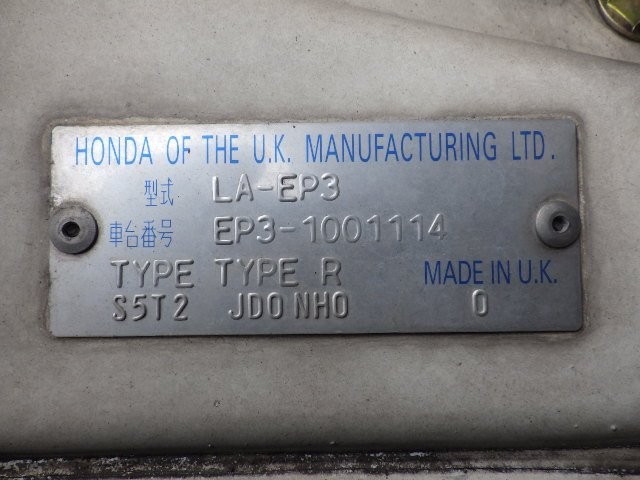 HONDA OF THE U.K. MANUFACTURING LTD.
型式 LA-EP3
車台番号 EP3-1001114
TYPE TYPE R MADE IN U.K.
S5T2 JD0 NH0 0